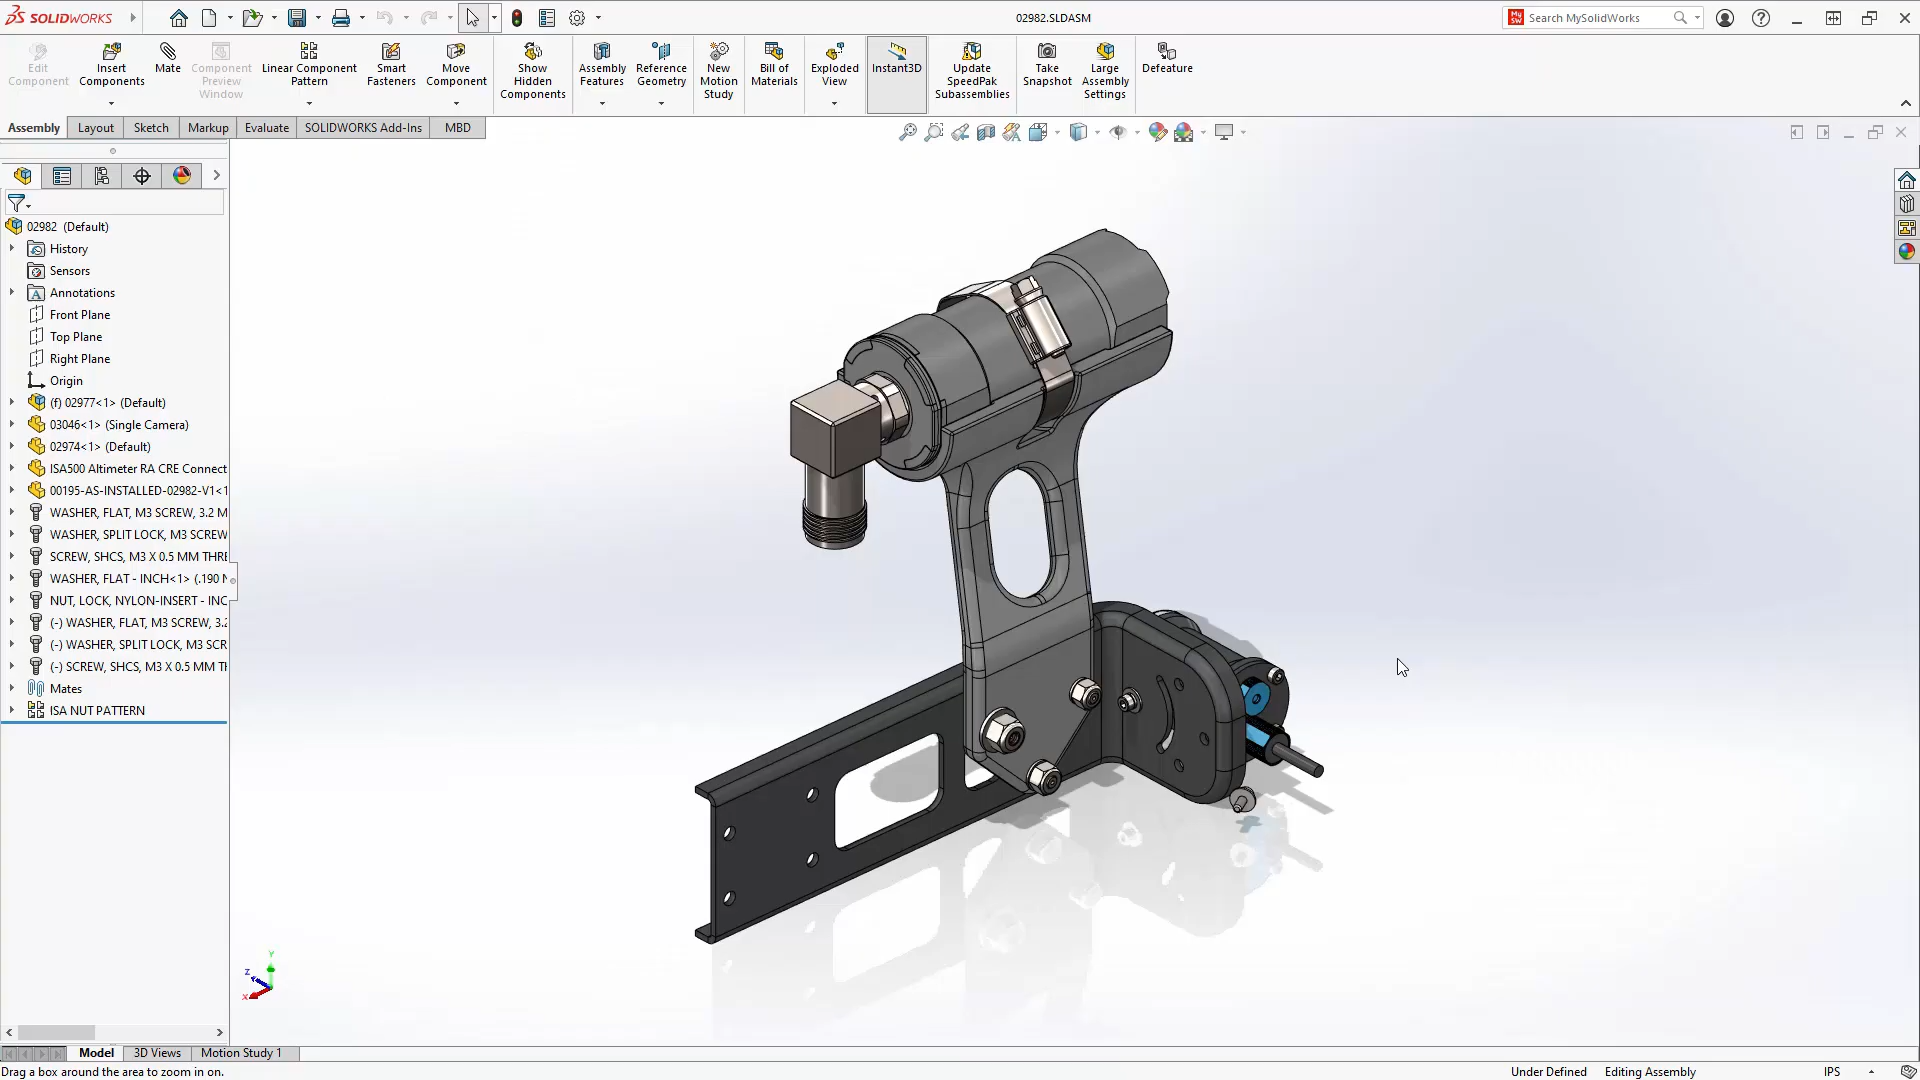 SOLIDWORKS
02982.SLDASM
Search MySolidWorks
Edit Component
Insert Components
Mate
Component Preview Window
Linear Component Pattern
Smart Fasteners
Move Component
Show Hidden Components
Assembly Features
Reference Geometry
New Motion Study
Bill of Materials
Exploded View
Instant3D
Update SpeedPak Subassemblies
Take Snapshot
Large Assembly Settings
Defeature
Assembly
Layout
Sketch
Markup
Evaluate
SOLIDWORKS Add-Ins
MBD
02982 (Default)
History
Sensors
Annotations
Front Plane
Top Plane
Right Plane
Origin
(f) 02977<1> (Default)
03046<1> (Single Camera)
02974<1> (Default)
ISA500 Altimeter RA CRE Connect
00195-AS-INSTALLED-02982-V1<1
WASHER, FLAT, M3 SCREW, 3.2 M
WASHER, SPLIT LOCK, M3 SCREW
SCREW, SHCS, M3 X 0.5 MM THRE
WASHER, FLAT - INCH<1> (.190 N
NUT, LOCK, NYLON-INSERT - INC
(-) WASHER, FLAT, M3 SCREW, 3.2
(-) WASHER, SPLIT LOCK, M3 SCR
(-) SCREW, SHCS, M3 X 0.5 MM TH
Mates
ISA NUT PATTERN
Y
Z
X
Model
3D Views
Motion Study 1
Drag a box around the area to zoom in on.
Under Defined
Editing Assembly
IPS